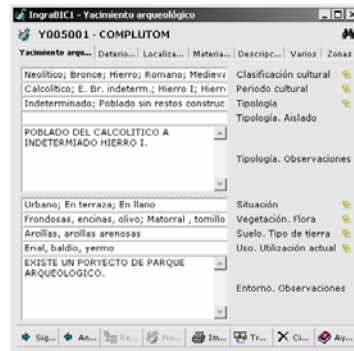 IngraBIC1 - Yacimiento arqueológico
Y005001 - COMPLUTOM
Yacimiento arqu... Deterio... Localiza... Materia... Descripc... Varios Zonas
Neolítico; Bronce; Hierro; Romano; Medieva Clasificación cultural
Calcolítico; E. Br. indeterm.; Hierro I; Hierr Periodo cultural
Indeterminado; Poblado sin restos construc Tipología
Tipología. Aislado
POBLADO DEL CALCOLITICO A
INDETERMIADO HIERRO I.
Tipología. Observaciones
Urbano; En terraza; En llano Situación
Frondosas, encinas, olivo; Matorral , tomillo Vegetación. Flora
Arcillas, arcillas arenosas Suelo. Tipo de tierra
Erial, baldío, yermo Uso. Utilización actual
EXISTE UN PORYECTO DE PARQUE
ARQUEOLOGICO.
Entorno. Observaciones
Sig... An... Re... Nu... Im... Tr... Ci... Ay...